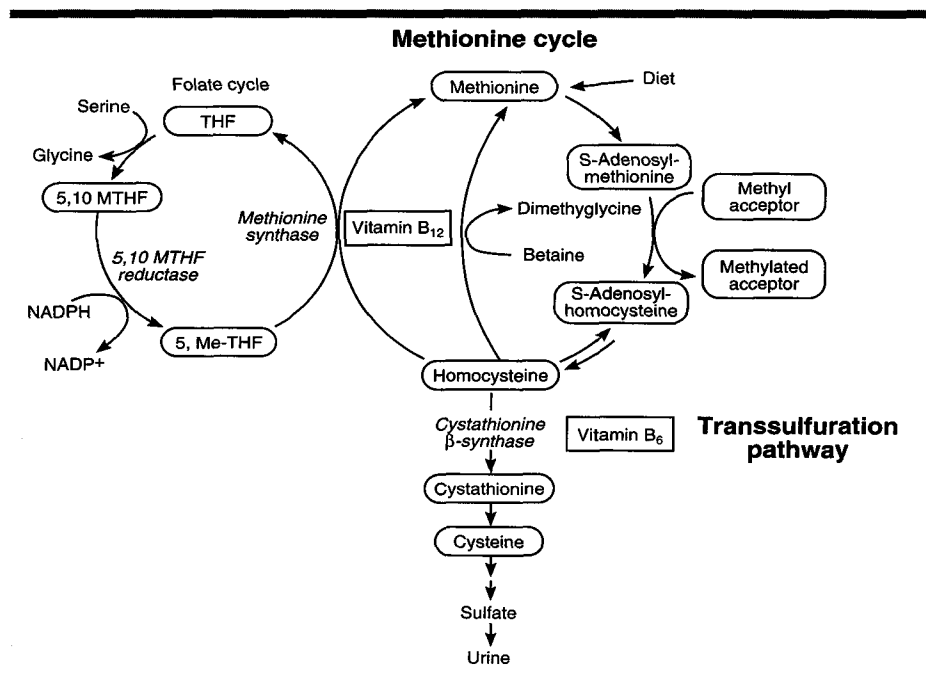 Methionine cycle
Folate cycle
Methionine
Diet
Serine
THF
Glycine
S-Adenosyl-
methionine
5,10 MTHF
Methyl
acceptor
Methionine
synthase
Vitamin B12
Dimethyglycine
5,10 MTHF
reductase
Betaine
Methylated
acceptor
NADPH
S-Adenosyl-
homocysteine
5, Me-THF
NADP+
Homocysteine
Cystathionine
β-synthase
Vitamin B6
Transsulfuration
pathway
Cystathionine
Cysteine
Sulfate
Urine